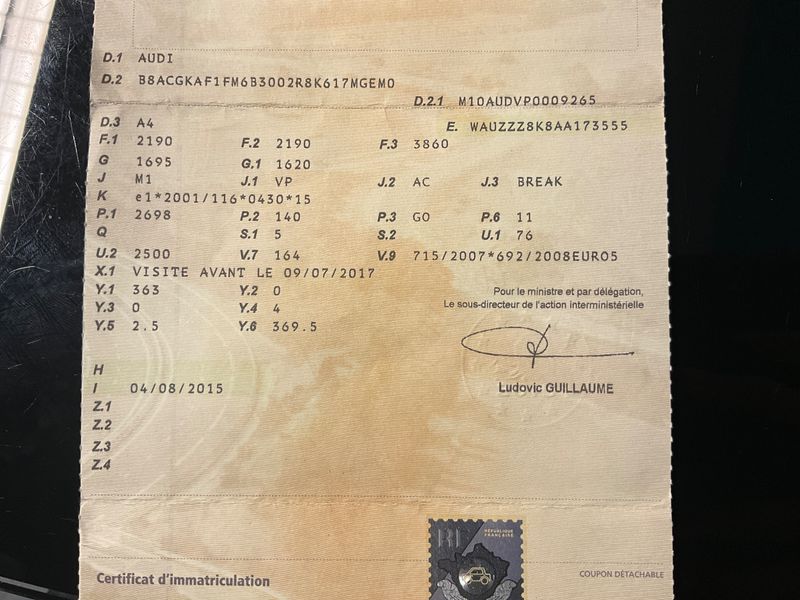 D.1 AUDI
D.2 B8ACGKAF1FM6B3002R8K617MGEM0
D.2.1 M10AUDVP0009265
D.3 A4 E. WAUZZZ8K8AA173555
F.1 2190 F.2 2190 F.3 3860
G 1695 G.1 1620
J M1 J.1 VP J.2 AC J.3 BREAK
K e1*2001/116*0430*15
P.1 2698 P.2 140 P.3 GO P.6 11
Q S.1 5 S.2 U.1 76
U.2 2500 V.7 164 V.9 715/2007*692/2008EURO5
X.1 VISITE AVANT LE 09/07/2017
Y.1 363 Y.2 0
Y.3 0 Y.4 4
Y.5 2.5 Y.6 369.5
Pour le ministre et par délégation,
Le sous-directeur de l'action interministérielle
Ludovic GUILLAUME
H
I 04/08/2015
Z.1
Z.2
Z.3
Z.4
RF RÉPUBLIQUE
FRANÇAISE
Certificat d'immatriculation
COUPON DÉTACHABLE